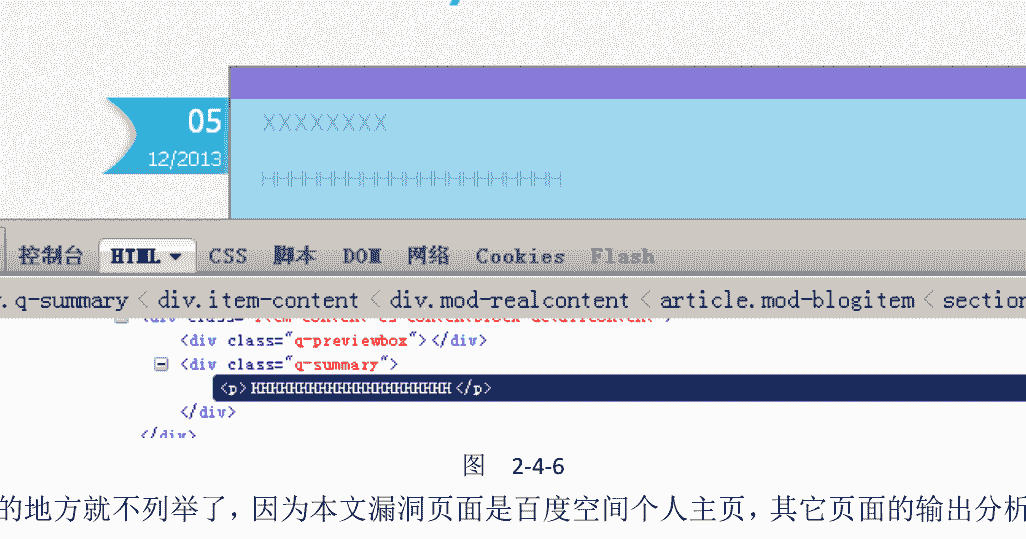 05
XXXXXXXX
12/2013
控制台 HTML CSS 脚本 DOM 网络 Cookies Flash
.q-summary < div.item-content < div.mod-realcontent < article.mod-blogitem < section
<div class="q-previewbox"></div>
<div class="q-summary">
</div>
</div>
图 2-4-6
的地方就不列举了，因为本文漏洞页面是百度空间个人主页，其它页面的输出分析